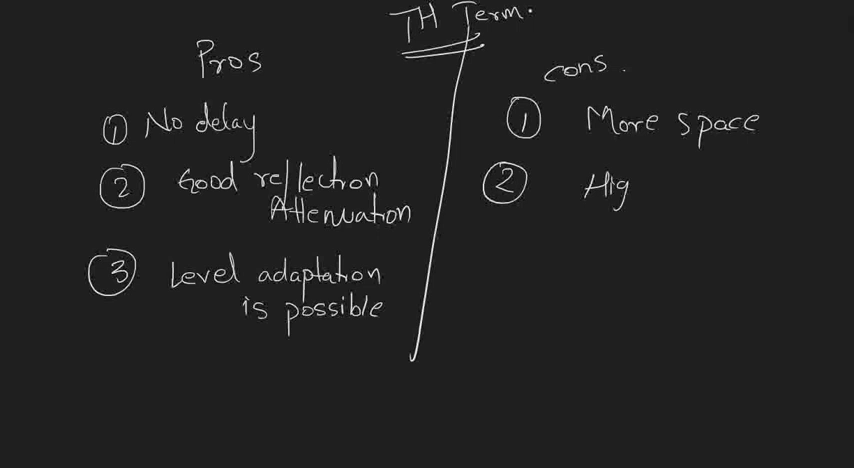 TH Term.
Pros
① No delay
② Good reflection
Attenuation
③ Level adaptation
is possible
cons.
① More space
② Hig